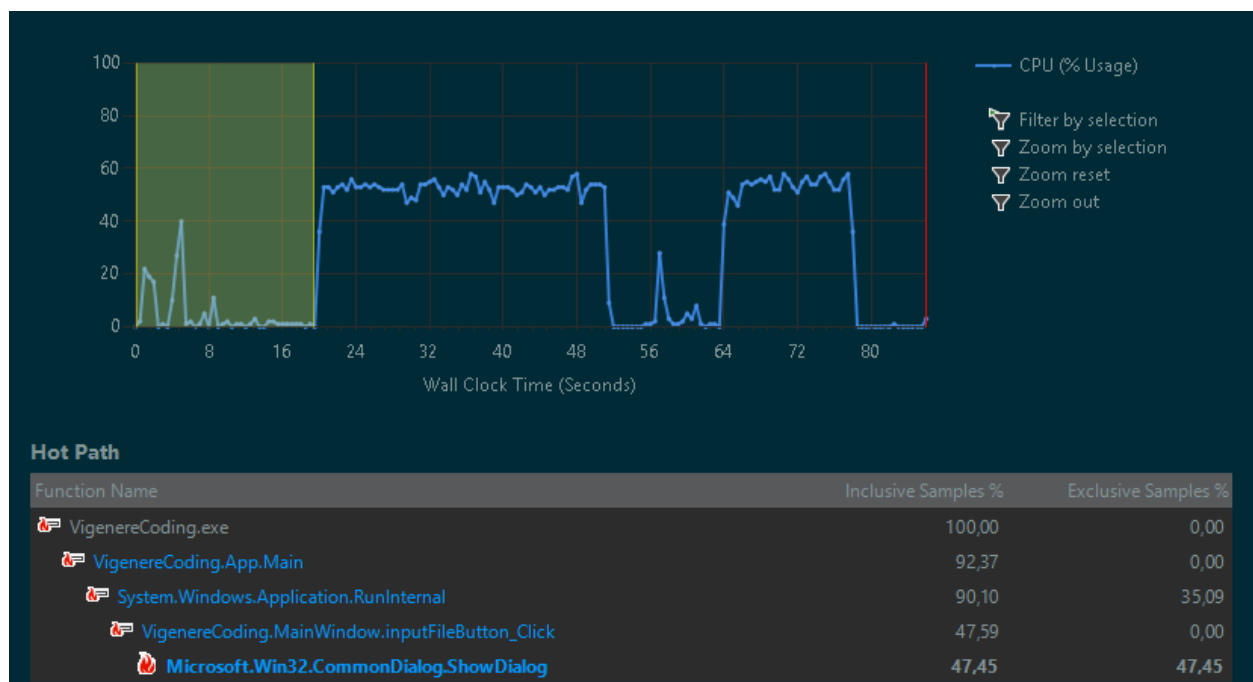 100
80
60
40
20
0
0 8 16 24 32 40 48 56 64 72 80
Wall Clock Time (Seconds)
CPU (% Usage)
Filter by selection
Zoom by selection
Zoom reset
Zoom out
Hot Path
Function Name Inclusive Samples % Exclusive Samples %
VigenereCoding.exe 100,00 0,00
VigenereCoding.App.Main 92,37 0,00
System.Windows.Application.RunInternal 90,10 35,09
VigenereCoding.MainWindow.inputFileButton_Click 47,59 0,00
Microsoft.Win32.CommonDialog.ShowDialog 47,45 47,45